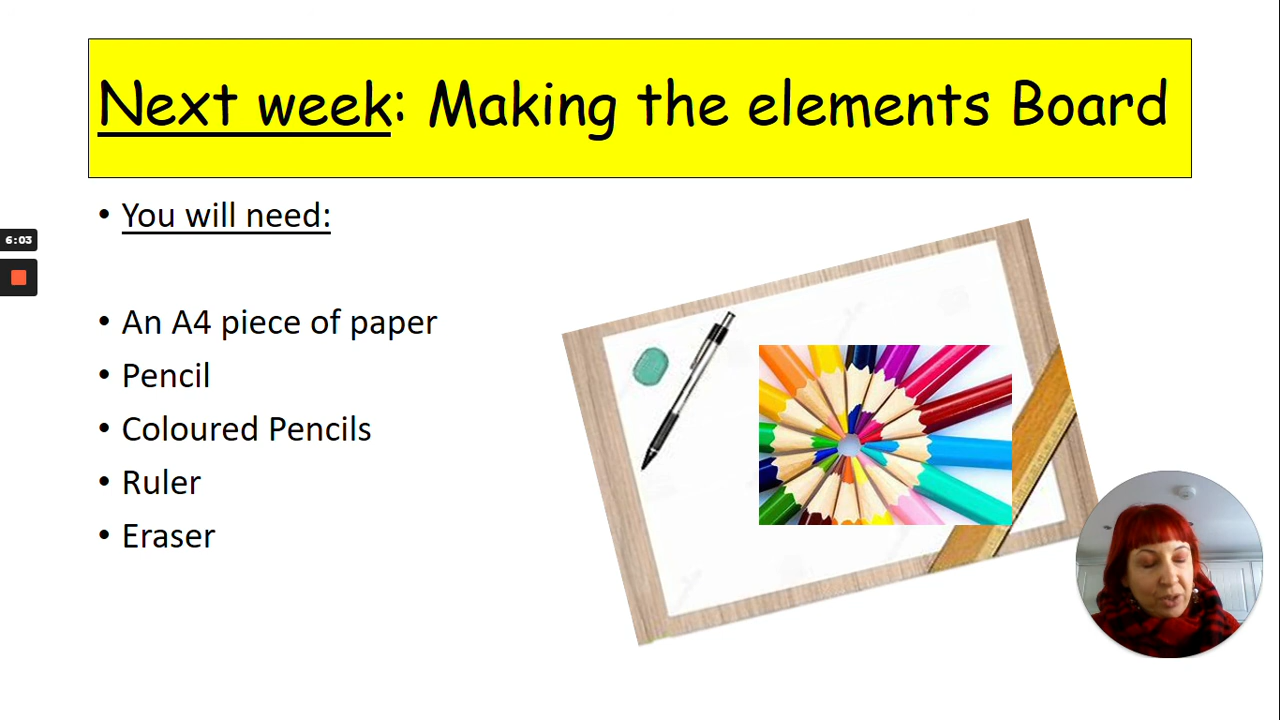 Next week: Making the elements Board
• You will need:
6:03
• An A4 piece of paper
• Pencil
• Coloured Pencils
• Ruler
• Eraser